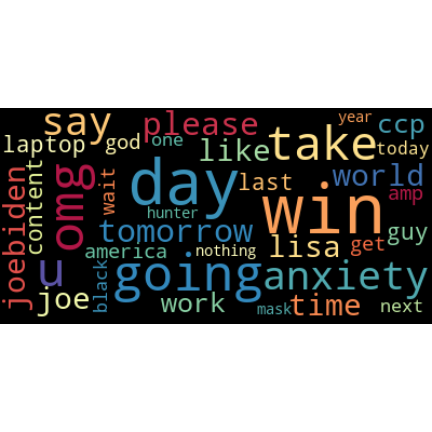 say
please
year
ccp
laptop
god
one
like
take
today
joebiden
content
omg
wait
day
last
win
world
amp
hunter
tomorrow
america
nothing
lisa
get
guy
u
joe
black
going
anxiety
work
mask
time
next